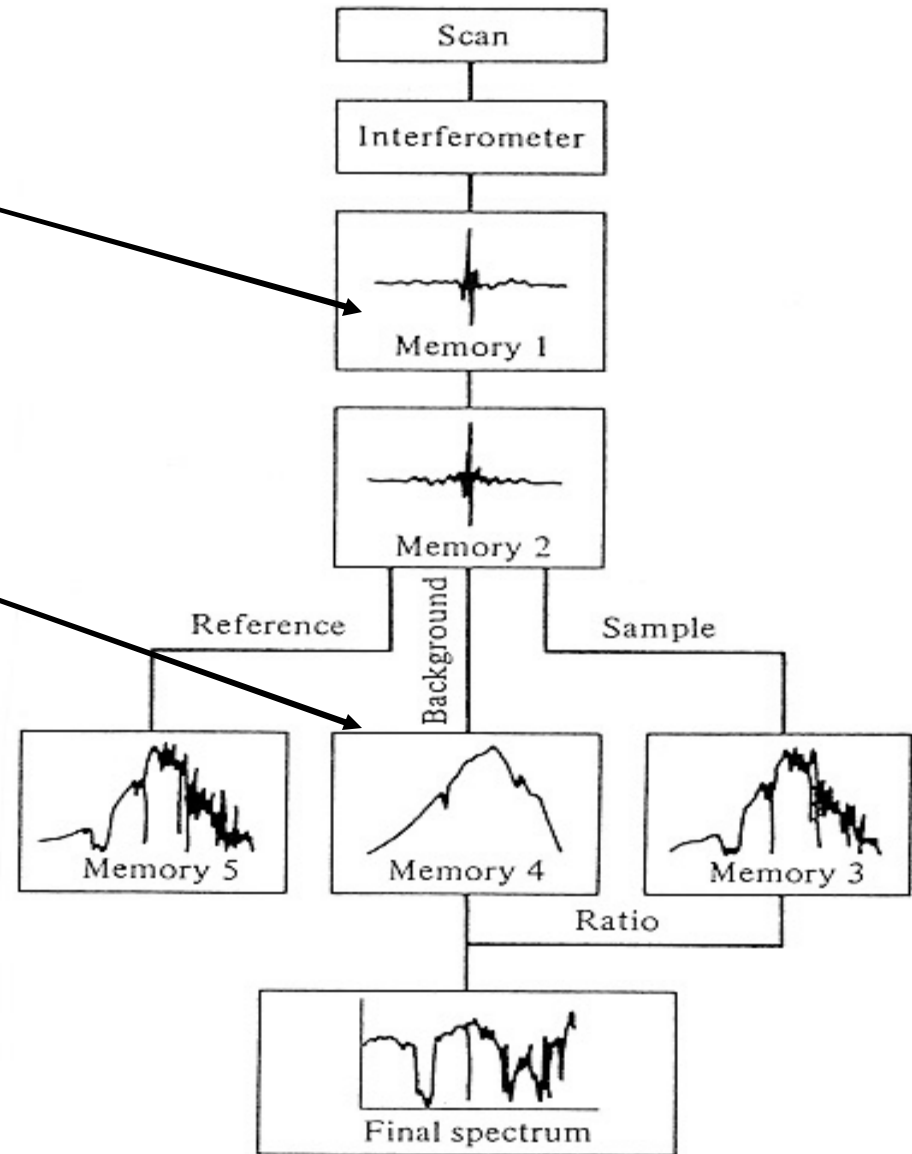 Scan
Interferometer
Memory 1
Memory 2
Reference
Background
Sample
Memory 5
Memory 4
Memory 3
Ratio
Final spectrum